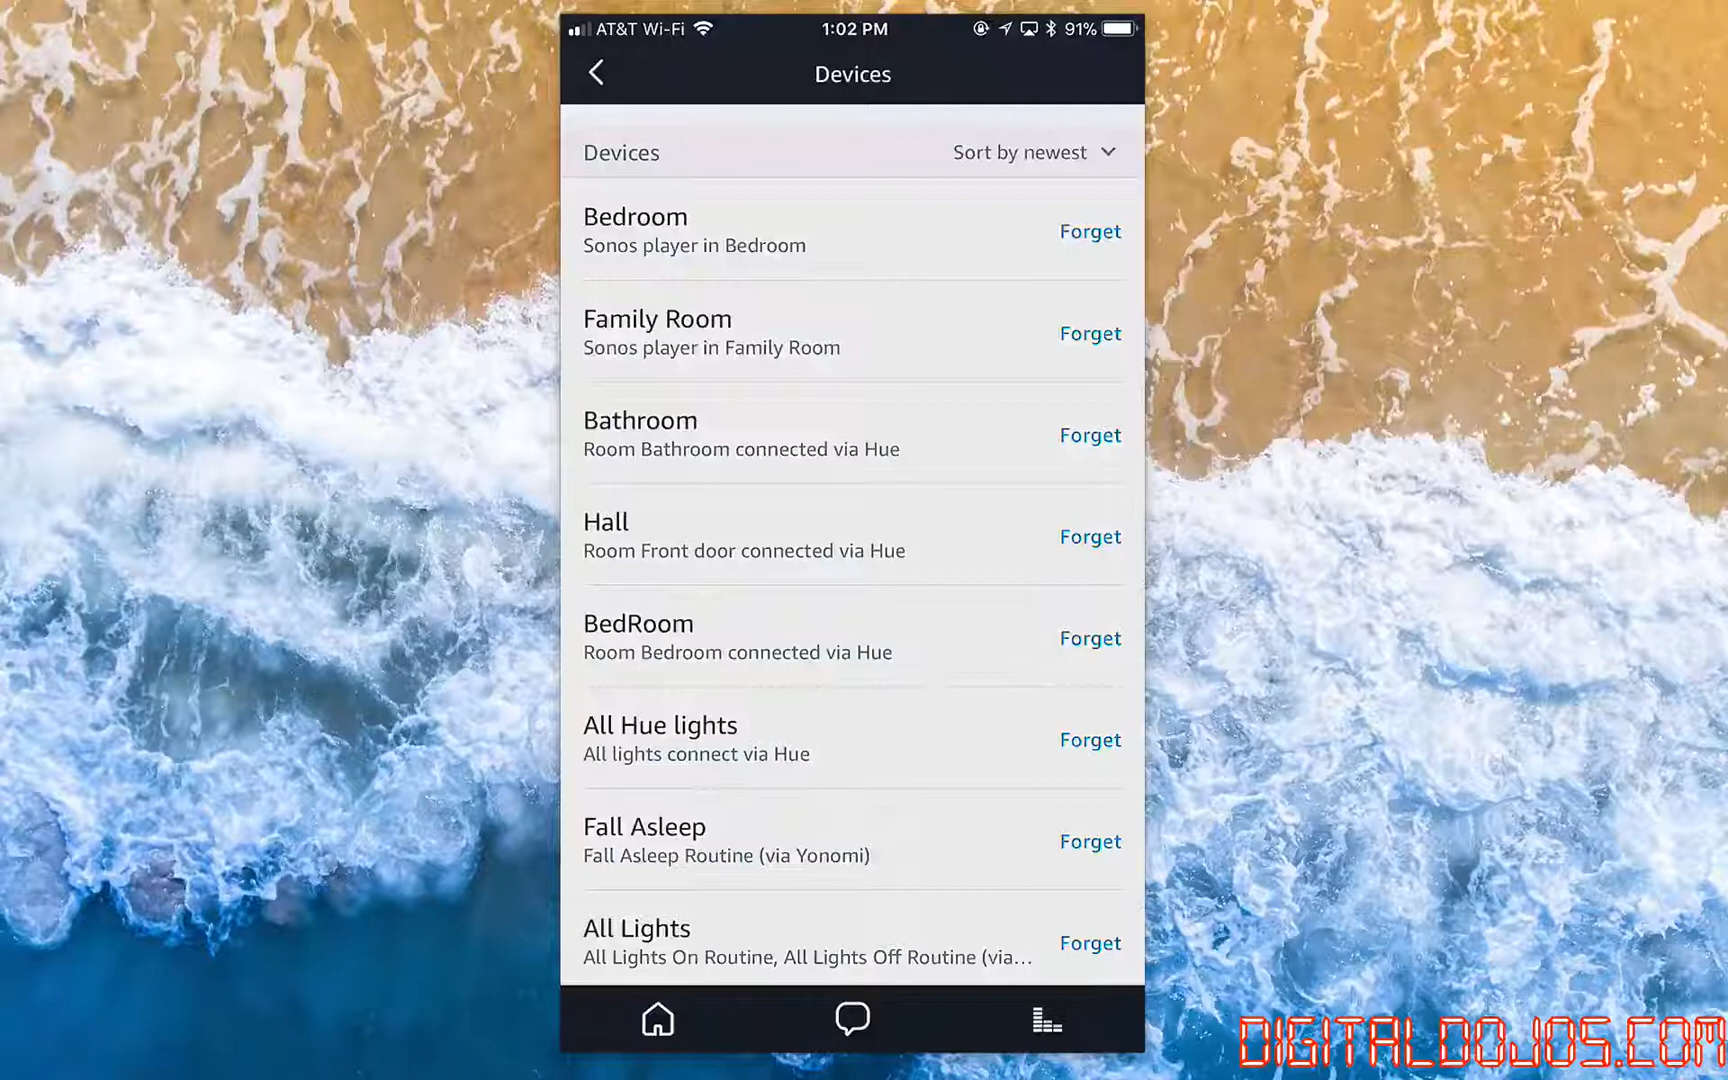 AT&T Wi-Fi 1:02 PM 91%
Devices
Devices Sort by newest
Bedroom
Sonos player in Bedroom
Forget
Family Room
Sonos player in Family Room
Forget
Bathroom
Room Bathroom connected via Hue
Forget
Hall
Room Front door connected via Hue
Forget
BedRoom
Room Bedroom connected via Hue
Forget
All Hue lights
All lights connect via Hue
Forget
Fall Asleep
Fall Asleep Routine (via Yonomi)
Forget
All Lights
All Lights On Routine, All Lights Off Routine (via...
Forget
DIGITALDOJOS.COM